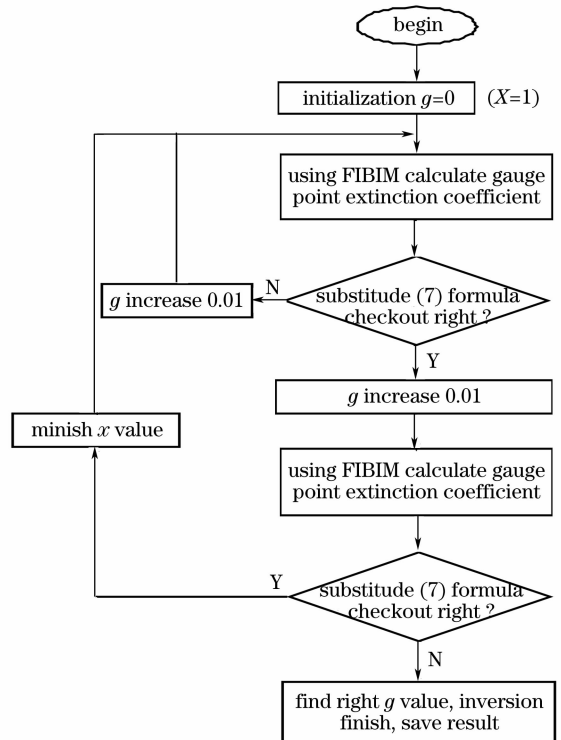 begin
initialization g=0 (X=1)
using FIBIM calculate gauge
point extinction coefficient
substitude (7) formula
checkout right ?
N
g increase 0.01
Y
g increase 0.01
minish x value
using FIBIM calculate gauge
point extinction coefficient
substitude (7) formula
checkout right ?
Y
N
find right g value, inversion
finish, save result